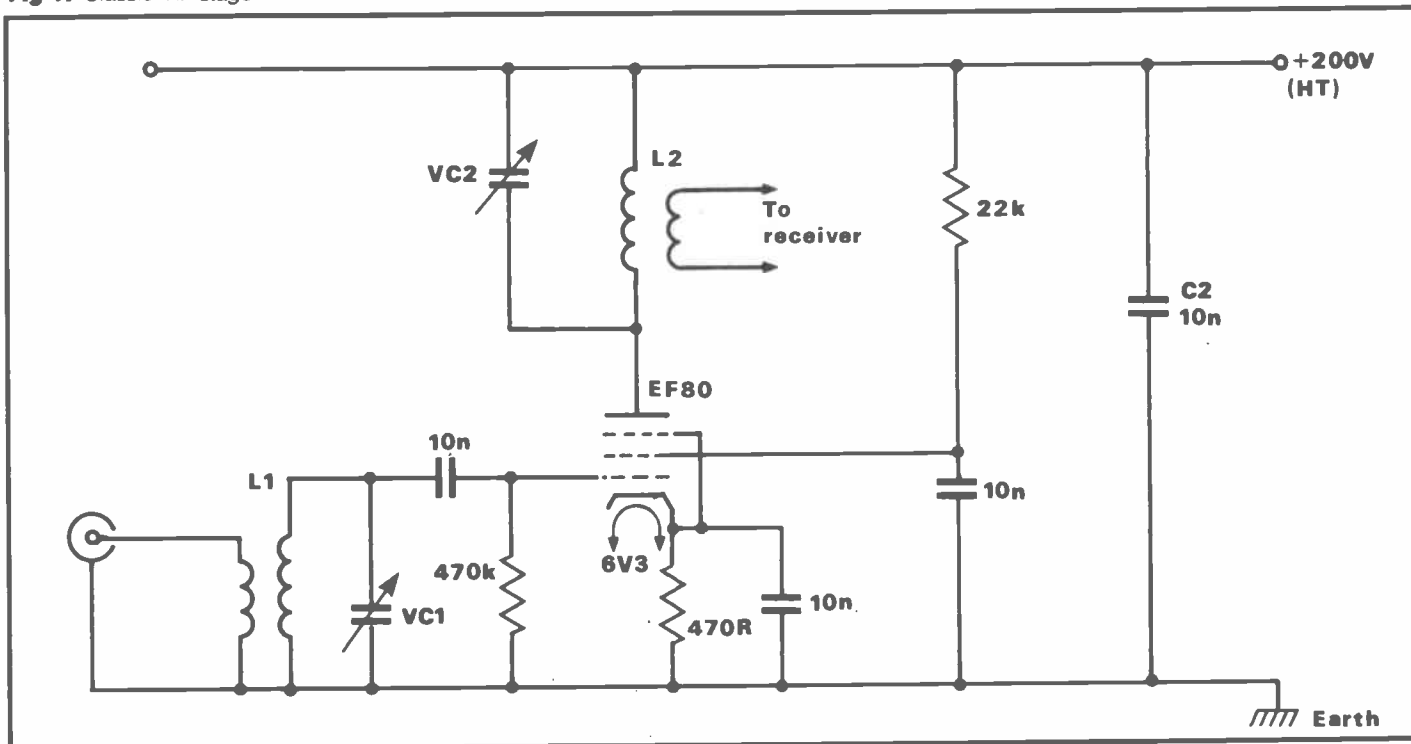 +200V
(HT)
VC2
L2
To
receiver
22k
C2
10n
EF80
10n
L1
10n
6V3
470k
VC1
470R
10n
Earth